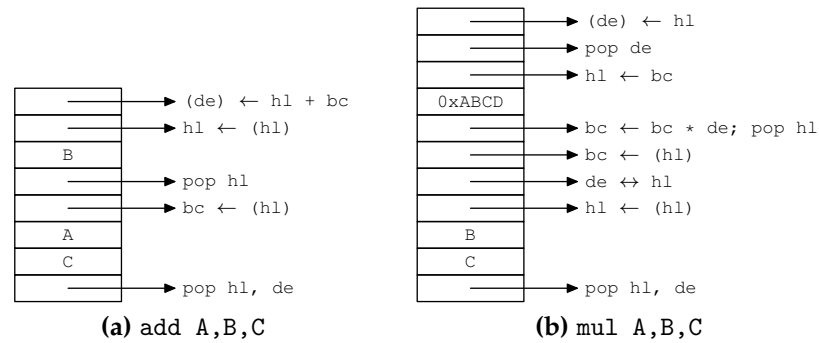 (de) ← hl + bc
hl ← (hl)
B
pop hl
bc ← (hl)
A
C
pop hl, de
(a) add A,B,C
(de) ← hl
pop de
hl ← bc
0xABCD
bc ← bc * de; pop hl
bc ← (hl)
de ↔ hl
hl ← (hl)
B
C
pop hl, de
(b) mul A,B,C